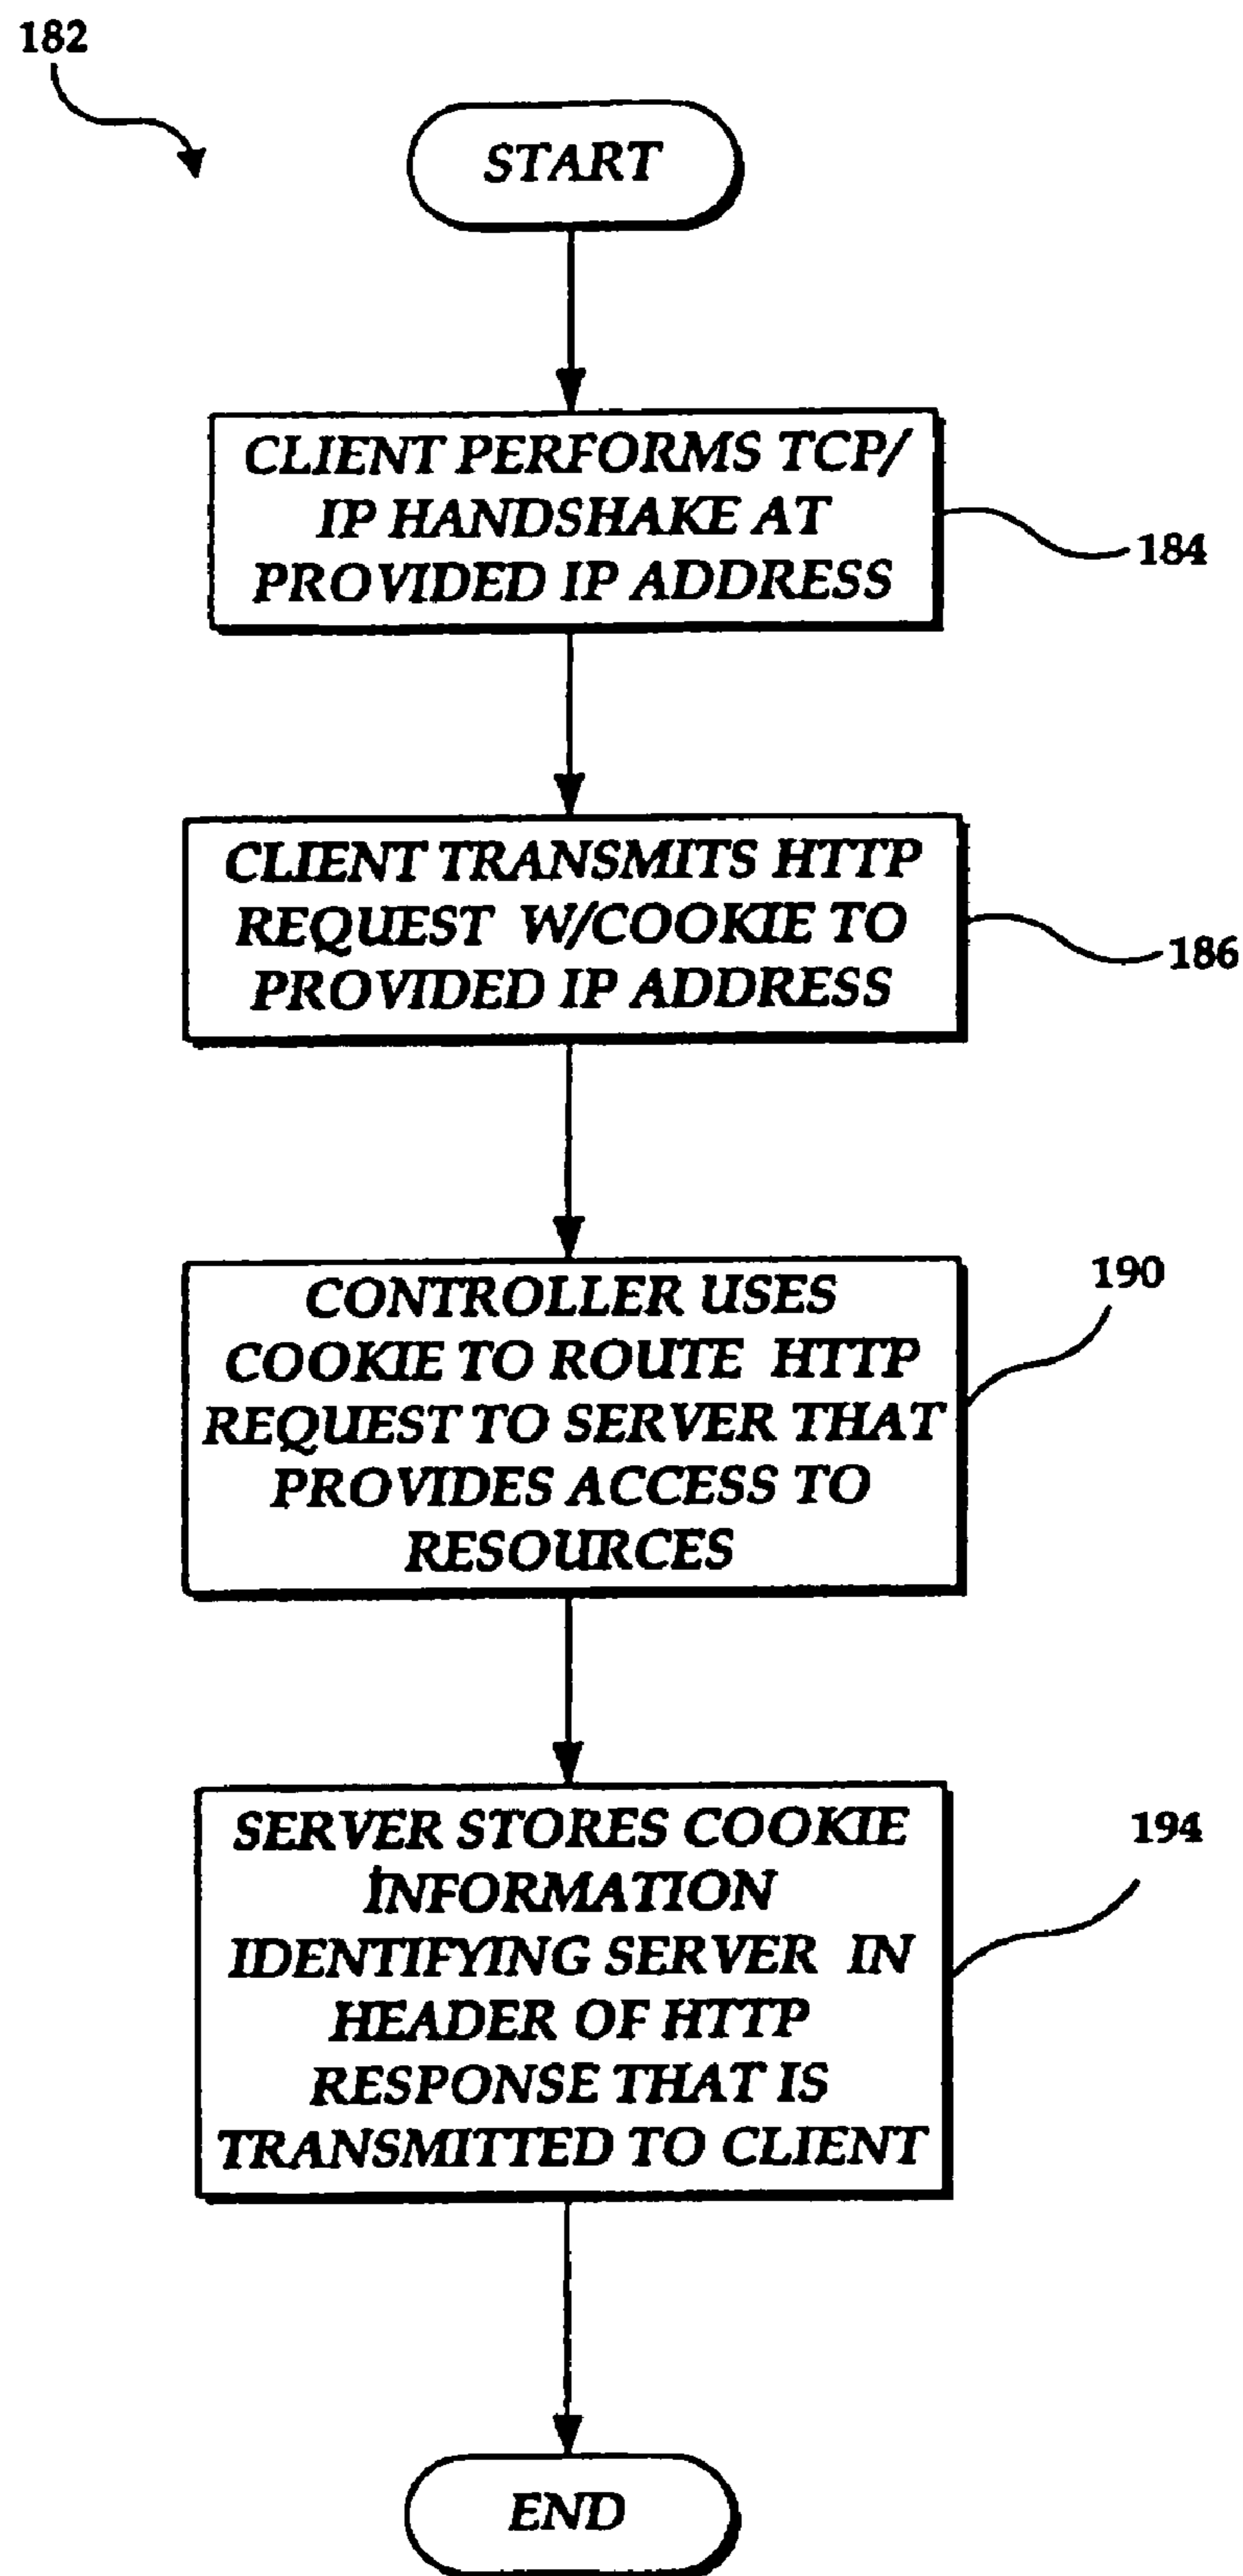 182
START
CLIENT PERFORMS TCP/
IP HANDSHAKE AT
PROVIDED IP ADDRESS
184
CLIENT TRANSMITS HTTP
REQUEST W/COOKIE TO
PROVIDED IP ADDRESS
186
CONTROLLER USES
COOKIE TO ROUTE HTTP
REQUEST TO SERVER THAT
PROVIDES ACCESS TO
RESOURCES
190
SERVER STORES COOKIE
INFORMATION
IDENTIFYING SERVER IN
HEADER OF HTTP
RESPONSE THAT IS
TRANSMITTED TO CLIENT
194
END